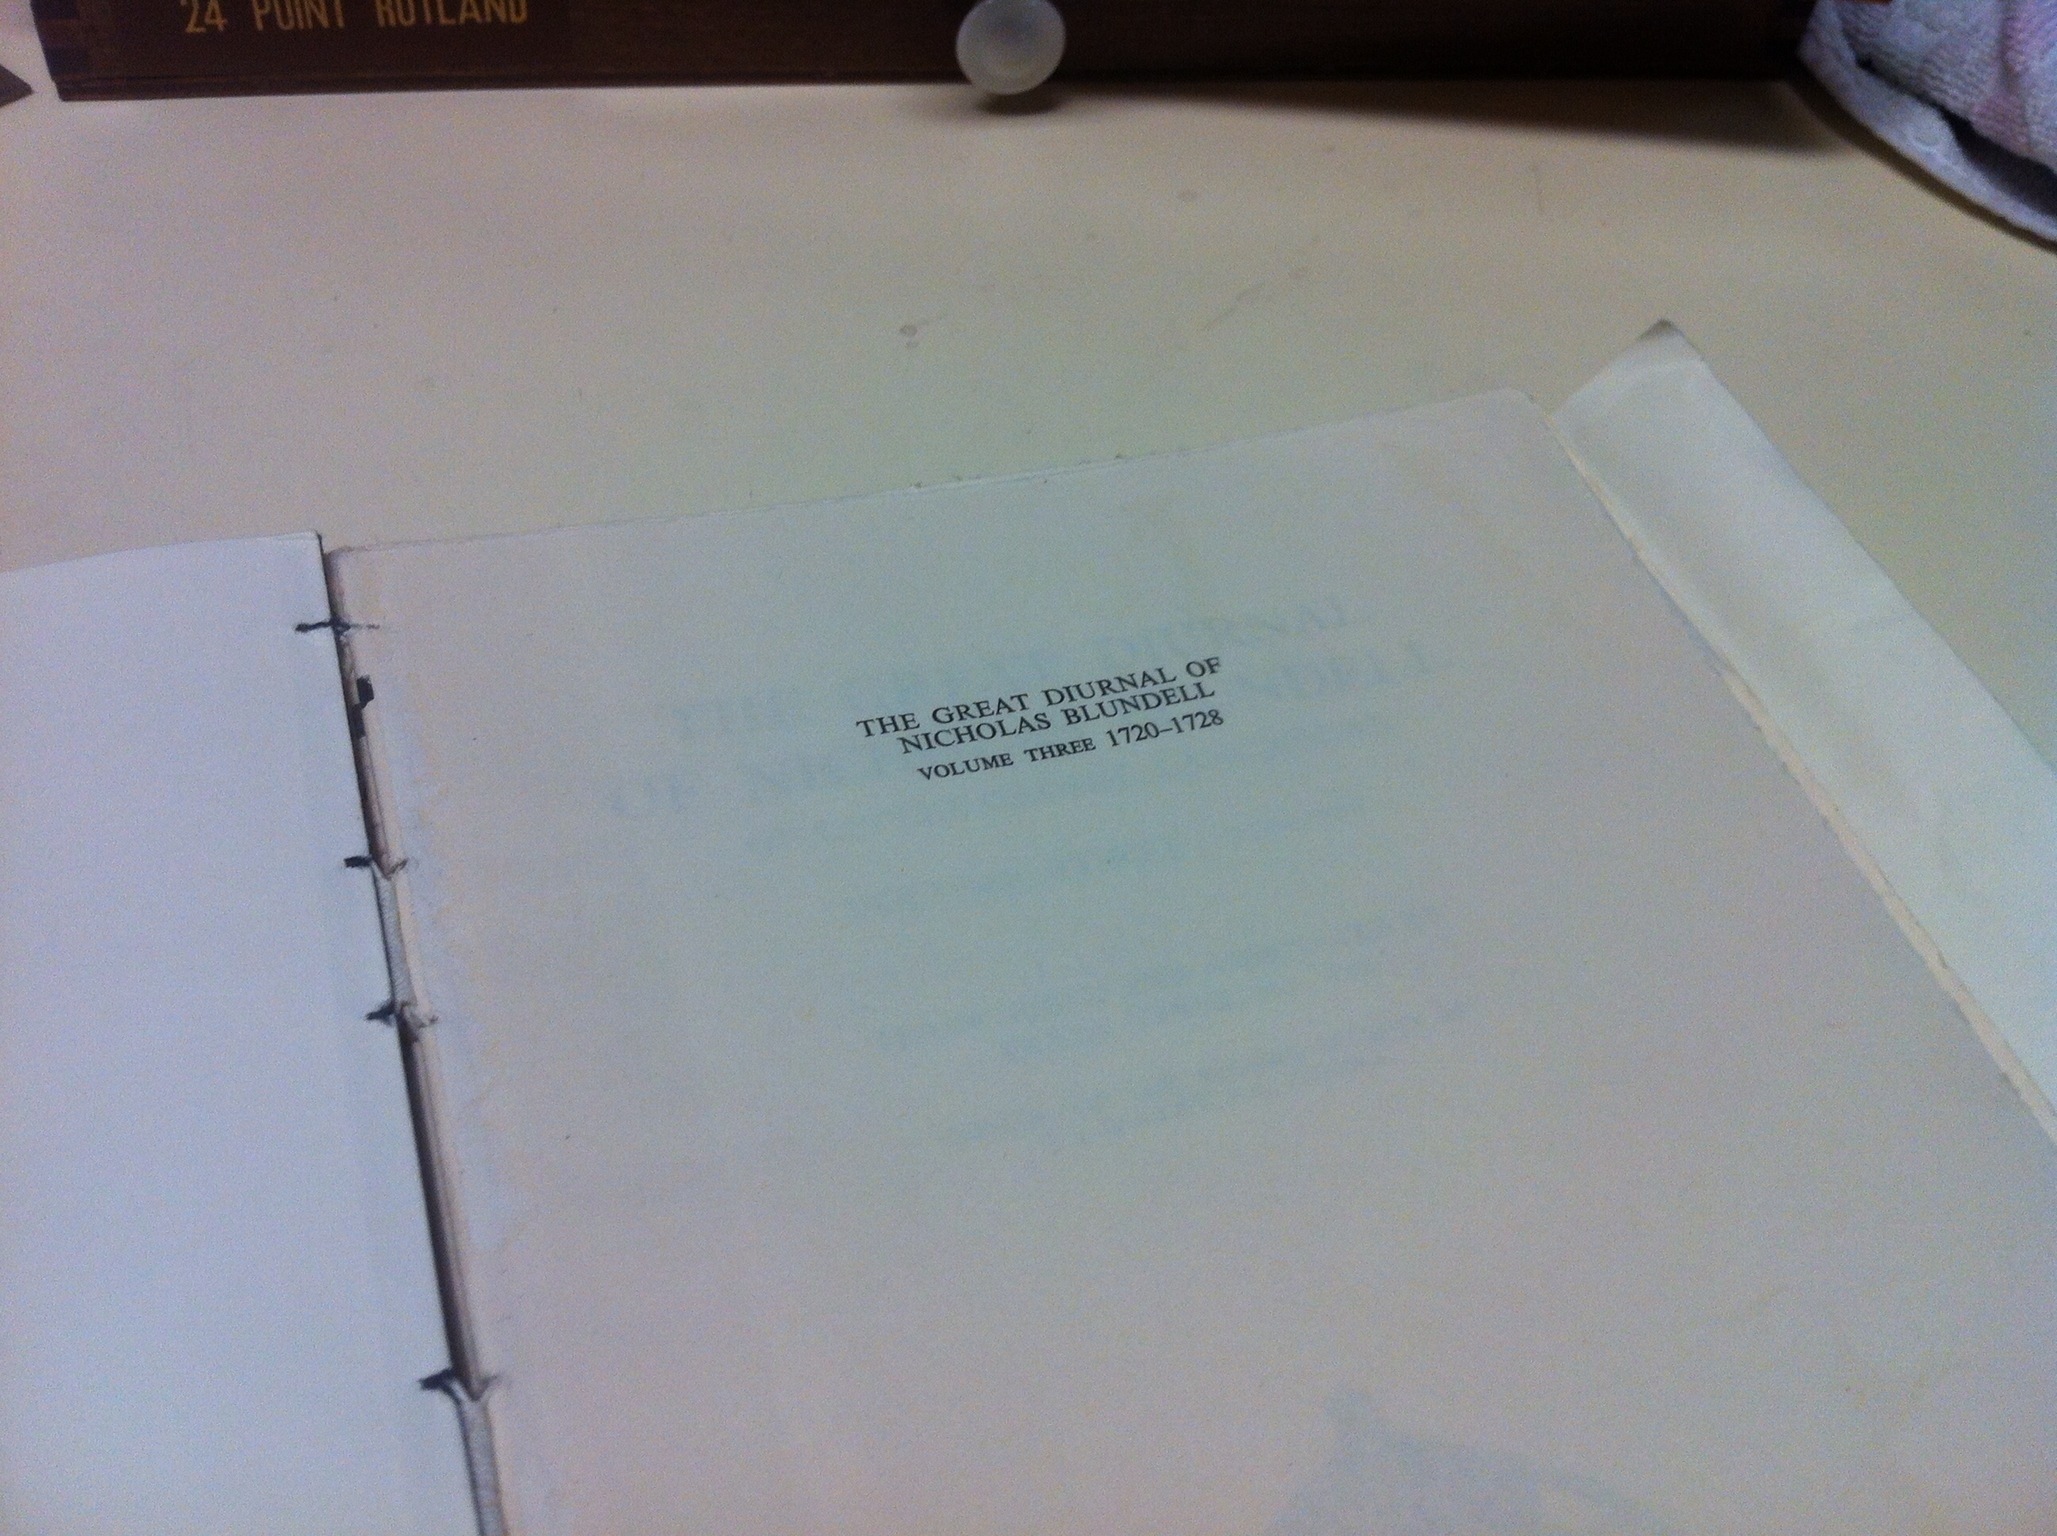 24 POINT RUTLAND
THE GREAT DIURNAL OF
NICHOLAS BLUNDELL
VOLUME THREE 1720–1728